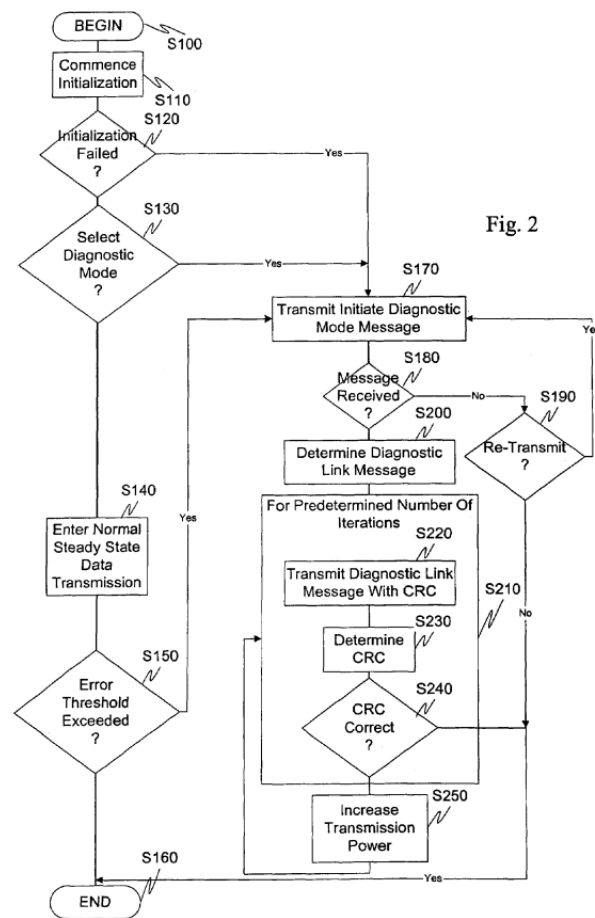 BEGIN
S100
Commence
Initialization
S110
S120
Initialization
Failed
?
Yes
S130
Select
Diagnostic
Mode
?
Yes
Fig. 2
S170
Transmit Initiate Diagnostic
Mode Message
Ye
S180
Message
Received
?
No
S190
Re-Transmit
?
S200
Determine Diagnostic
Link Message
S140
Enter Normal
Steady State
Data
Transmission
Yes
For Predetermined Number Of
Iterations
S220
Transmit Diagnostic Link
Message With CRC
S210
S230
Determine
CRC
No
S150
Error
Threshold
Exceeded
?
S240
CRC
Correct
?
S250
Increase
Transmission
Power
Yes
S160
END